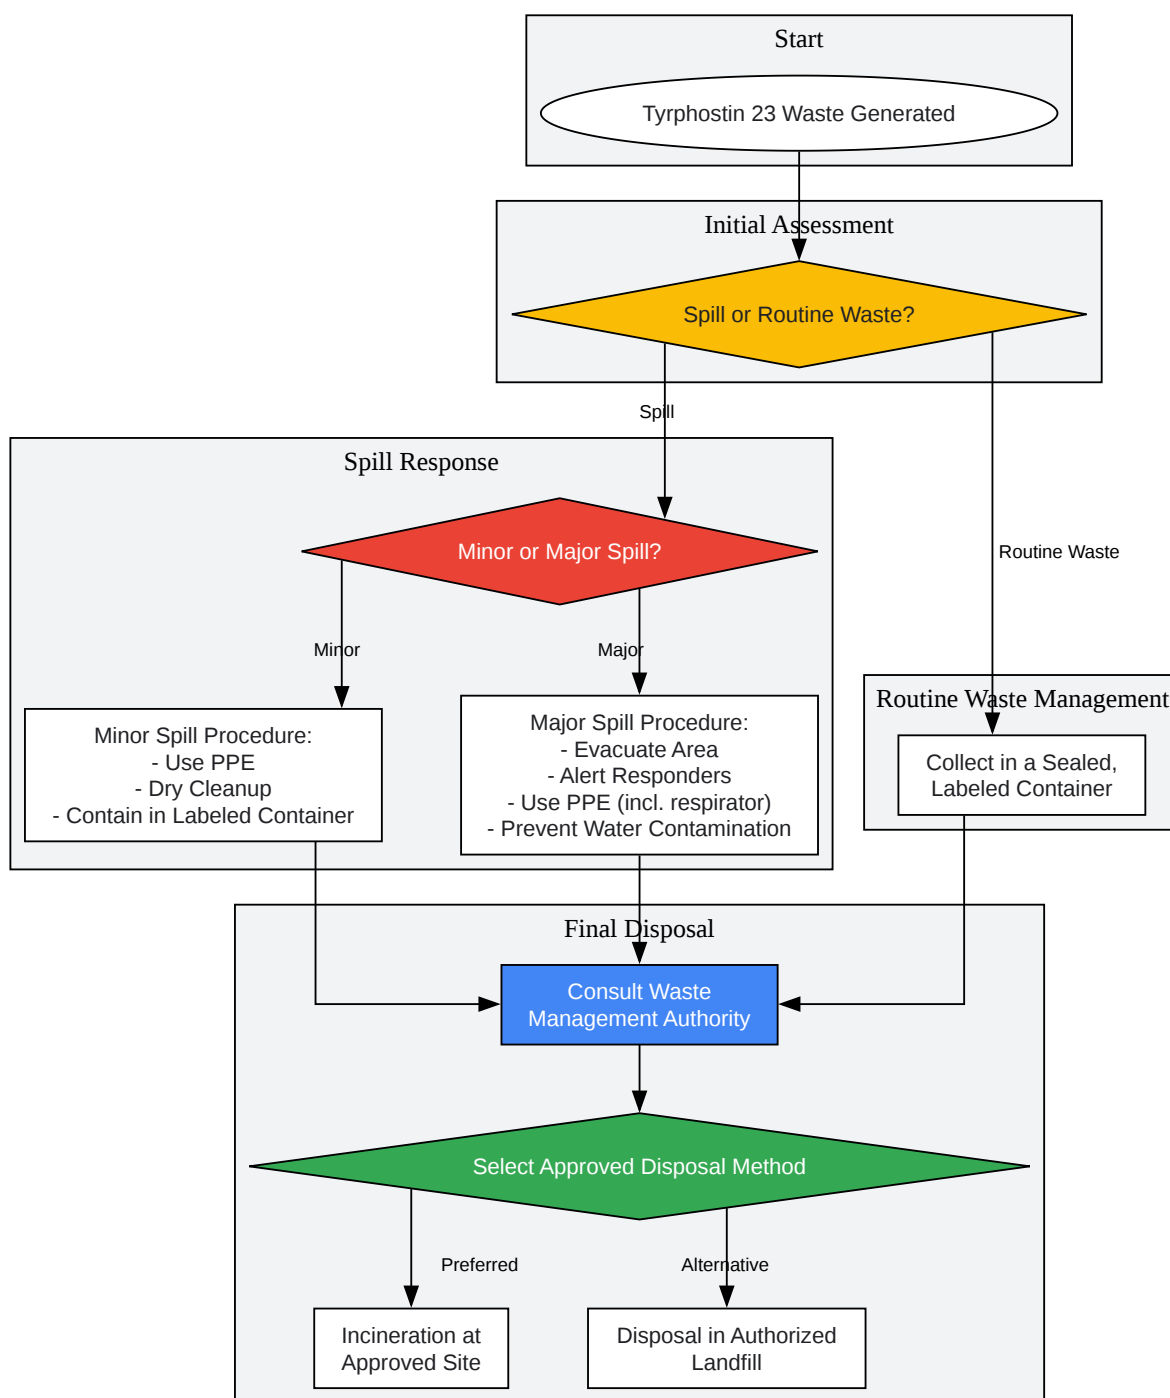 Start
Tyrphostin 23 Waste Generated
Initial Assessment
Spill or Routine Waste?
Spill
Spill Response
Minor or Major Spill?
Routine Waste
Minor
Major
Routine Waste Management
Minor Spill Procedure:
- Use PPE
- Dry Cleanup
- Contain in Labeled Container
Major Spill Procedure:
- Evacuate Area
- Alert Responders
- Use PPE (incl. respirator)
- Prevent Water Contamination
Collect in a Sealed,
Labeled Container
Final Disposal
Consult Waste
Management Authority
Select Approved Disposal Method
Preferred
Alternative
Incineration at
Approved Site
Disposal in Authorized
Landfill